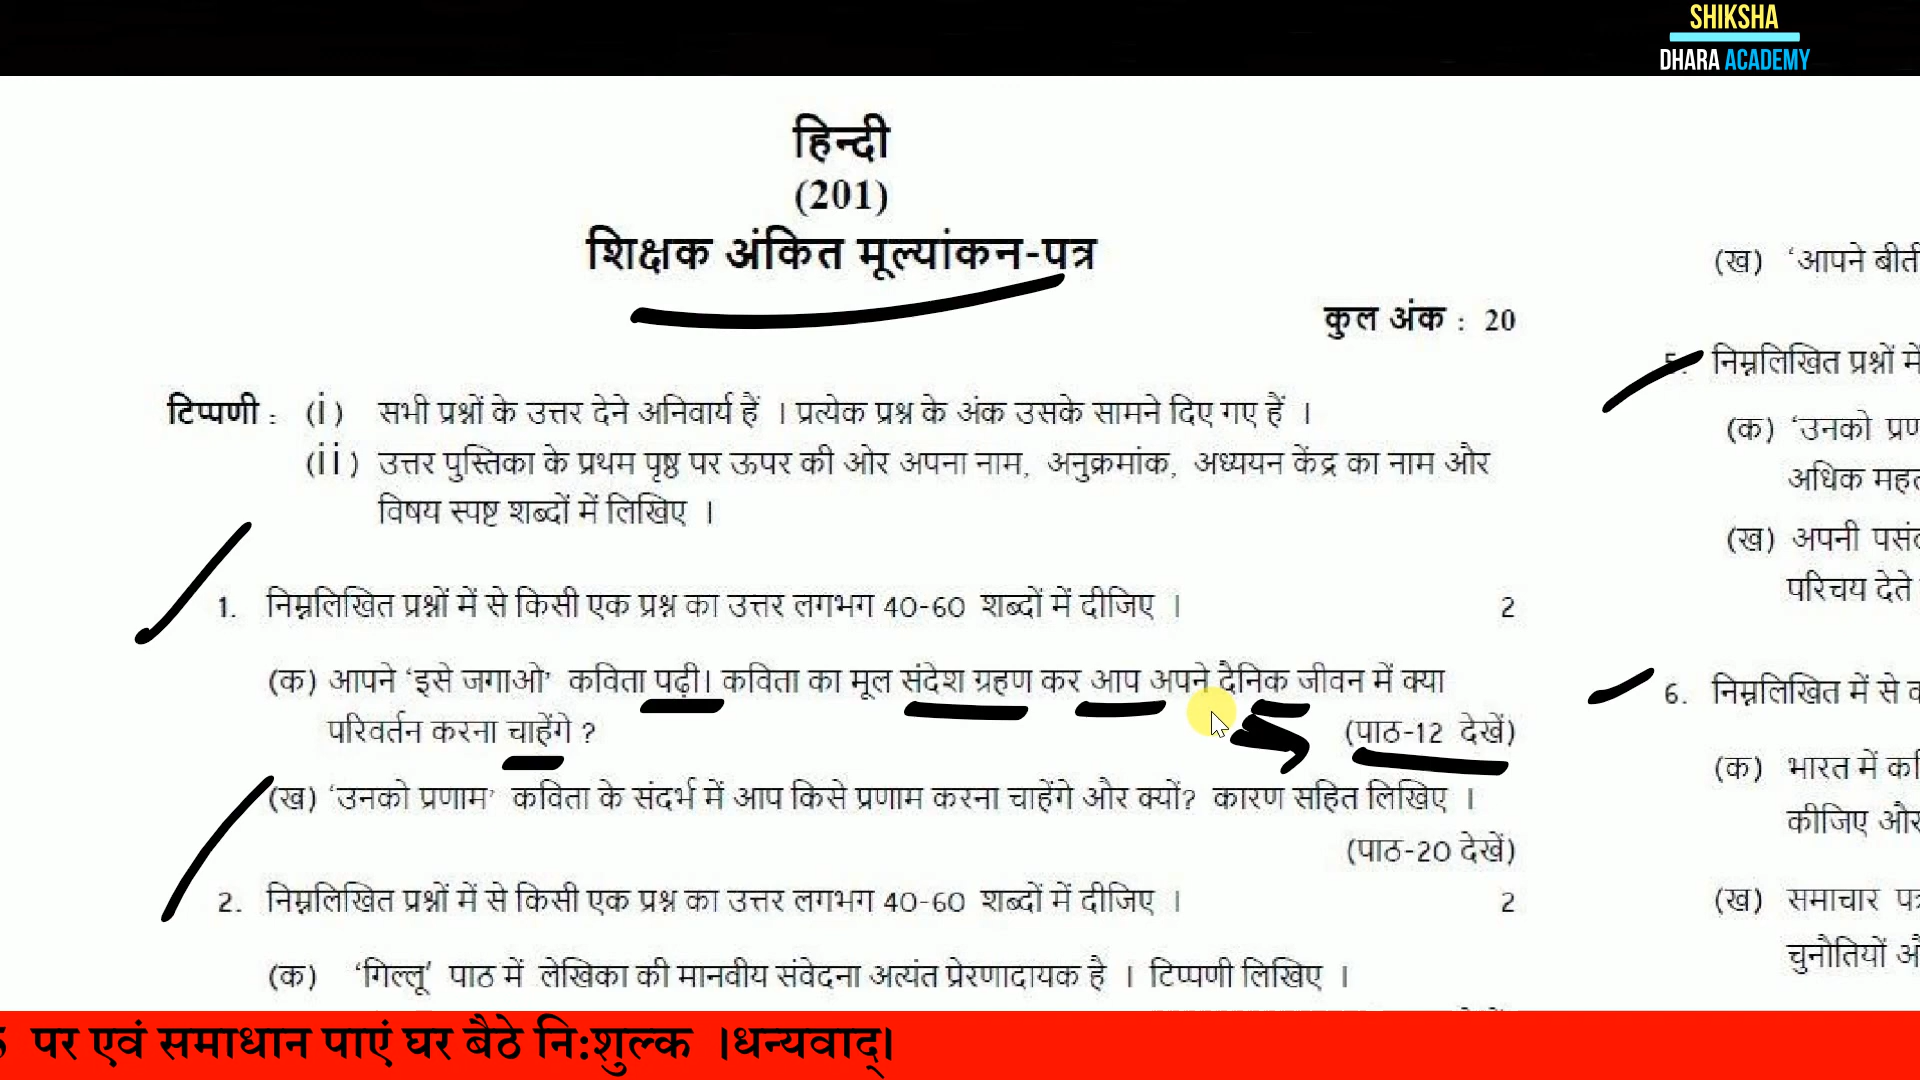 SHIKSHA
DHARA ACADEMY
हिन्दी
(201)
शिक्षक अंकित मूल्यांकन-पत्र
कुल अंक : 20
टिप्पणी : (i) सभी प्रश्नों के उत्तर देने अनिवार्य हैं । प्रत्येक प्रश्न के अंक उसके सामने दिए गए हैं ।
(ii) उत्तर पुस्तिका के प्रथम पृष्ठ पर ऊपर की ओर अपना नाम, अनुक्रमांक, अध्ययन केंद्र का नाम और
विषय स्पष्ट शब्दों में लिखिए ।
1. निम्नलिखित प्रश्नों में से किसी एक प्रश्न का उत्तर लगभग 40-60 शब्दों में दीजिए । 2
(क) आपने ‘इसे जगाओ’ कविता पढ़ी। कविता का मूल संदेश ग्रहण कर आप अपने दैनिक जीवन में क्या
परिवर्तन करना चाहेंगे ? (पाठ-12 देखें)
(ख) ‘उनको प्रणाम’ कविता के संदर्भ में आप किसे प्रणाम करना चाहेंगे और क्यों? कारण सहित लिखिए ।
(पाठ-20 देखें)
2. निम्नलिखित प्रश्नों में से किसी एक प्रश्न का उत्तर लगभग 40-60 शब्दों में दीजिए । 2
(क) ‘गिल्लू’ पाठ में लेखिका की मानवीय संवेदना अत्यंत प्रेरणादायक है । टिप्पणी लिखिए ।
(ख) ‘आपने बीती
5. निम्नलिखित प्रश्नों में
(क) ‘उनको
अधिक
(ख) अपनी
परिचय देते
6. निम्नलिखित में से
(क) भारत में
कीजिए और
(ख) समाचार
चुनौतियों
पर एवं समाधान पाएं घर बैठे नि:शुल्क ।धन्यवाद्।